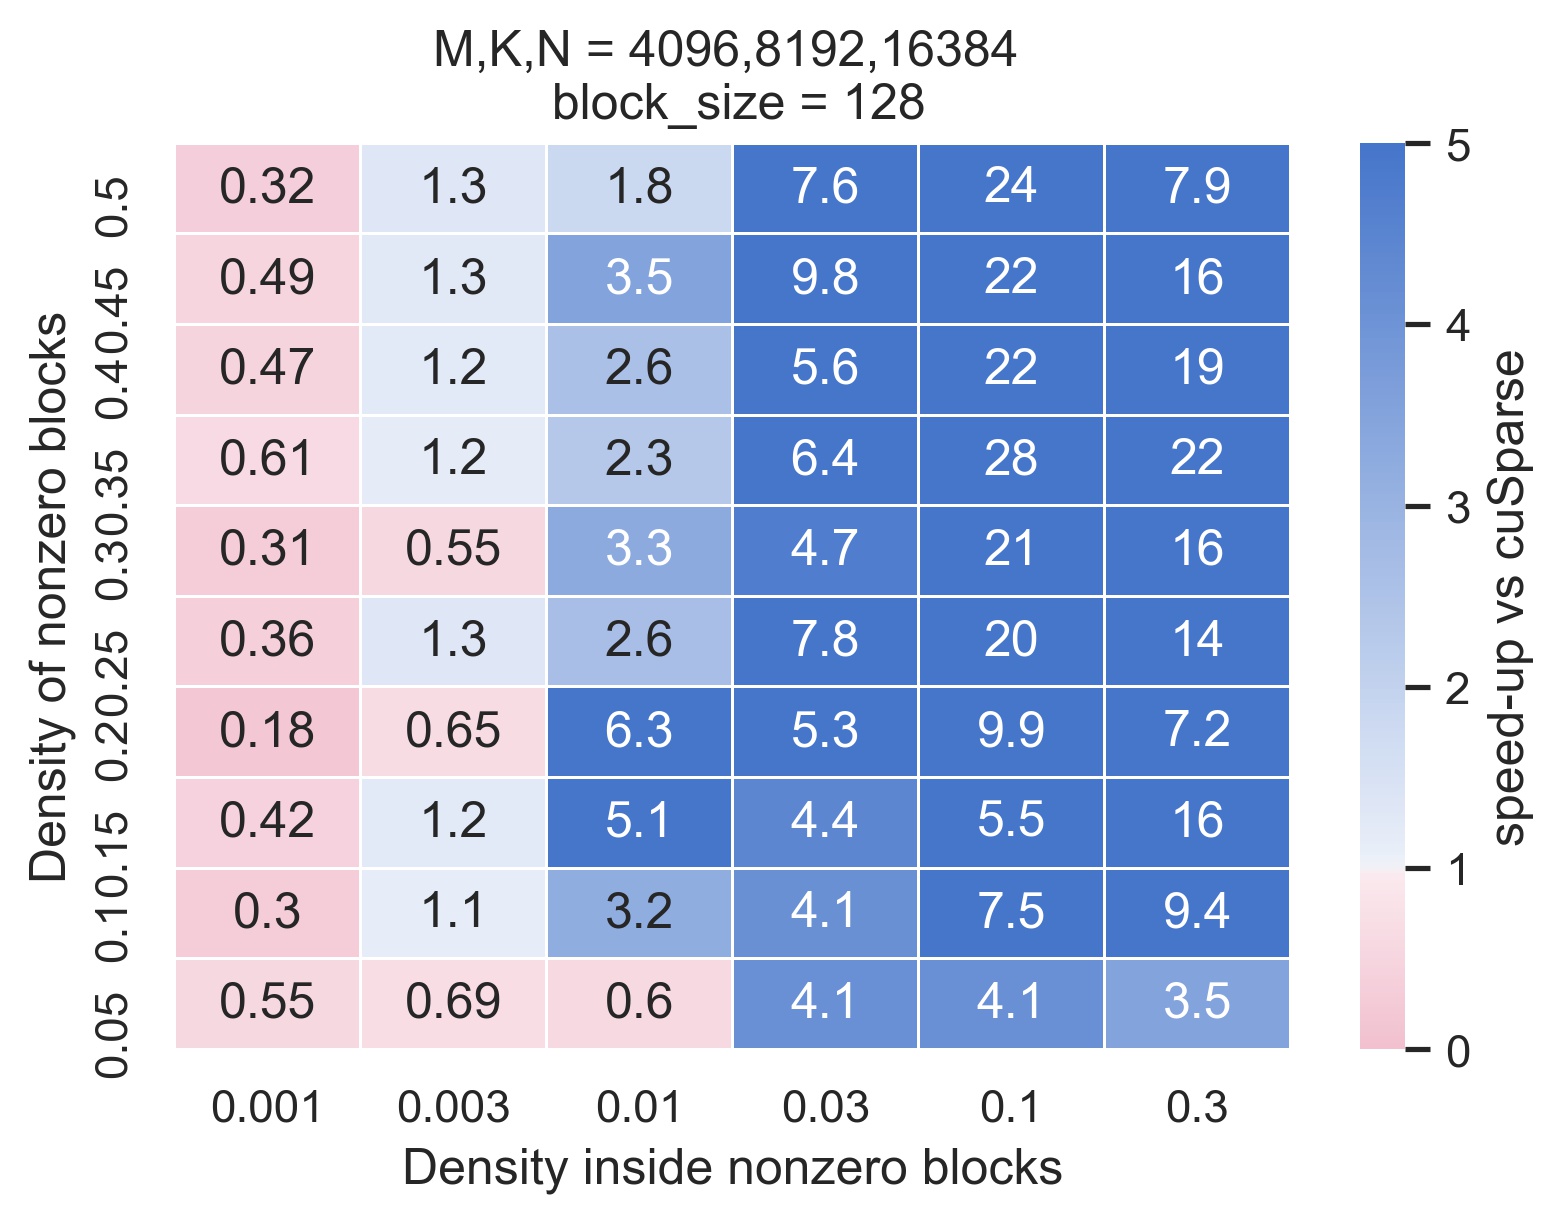 M,K,N = 4096,8192,16384
block_size = 128
Density of nonzero blocks
0.5 0.32 1.3 1.8 7.6 24 7.9
0.45 0.49 1.3 3.5 9.8 22 16
0.4 0.47 1.2 2.6 5.6 22 19
0.35 0.61 1.2 2.3 6.4 28 22
0.3 0.31 0.55 3.3 4.7 21 16
0.25 0.36 1.3 2.6 7.8 20 14
0.2 0.18 0.65 6.3 5.3 9.9 7.2
0.15 0.42 1.2 5.1 4.4 5.5 16
0.1 0.3 1.1 3.2 4.1 7.5 9.4
0.05 0.55 0.69 0.6 4.1 4.1 3.5
0.001 0.003 0.01 0.03 0.1 0.3
Density inside nonzero blocks
5
4
3
2
1
0
speed-up vs cuSparse